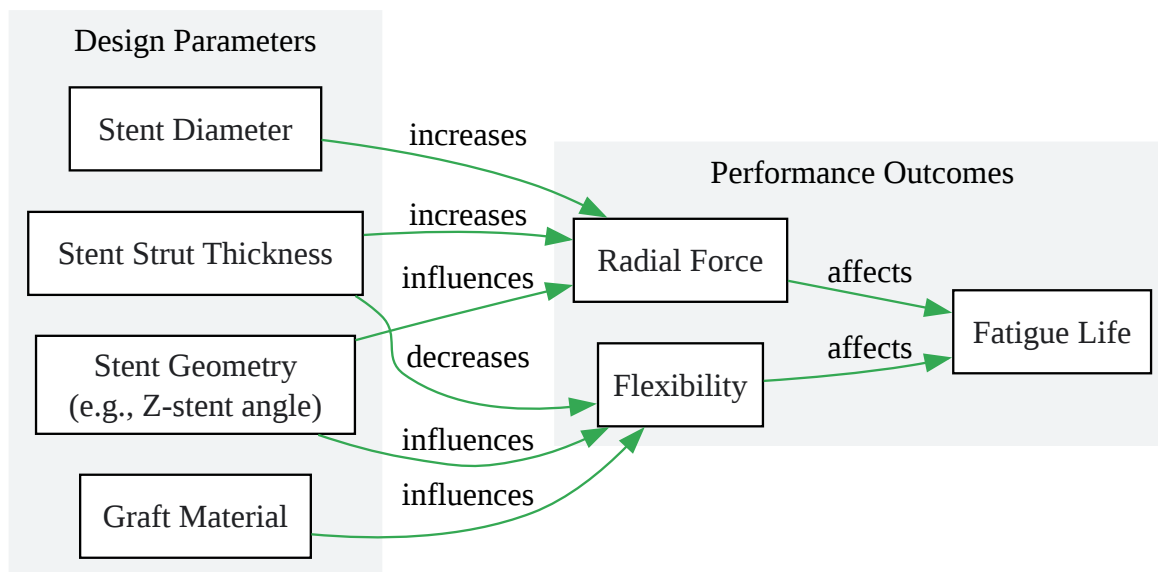 Design Parameters
Stent Diameter
increases
Performance Outcomes
Stent Strut Thickness
increases
Radial Force
influences
affects
Fatigue Life
Stent Geometry
(e.g., Z-stent angle)
decreases
Flexibility
affects
influences
Graft Material
influences